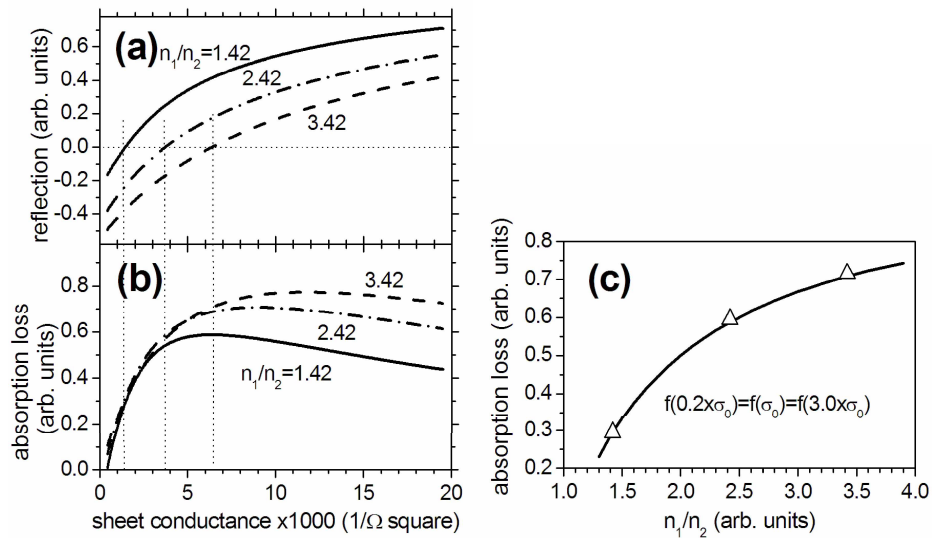 (a)
n₁/n₂=1.42
2.42
3.42
0.6
0.4
0.2
0.0
-0.2
-0.4
reflection (arb. units)
(b)
3.42
2.42
n₁/n₂=1.42
0.8
0.6
0.4
0.2
0.0
absorption loss
(arb. units)
0 5 10 15 20
sheet conductance x1000 (1/Ω square)
(c)
0.8
0.7
0.6
0.5
0.4
0.3
0.2
absorption loss (arb. units)
f(0.2xσ₀)=f(σ₀)=f(3.0xσ₀)
1.0 1.5 2.0 2.5 3.0 3.5 4.0
n₁/n₂ (arb. units)